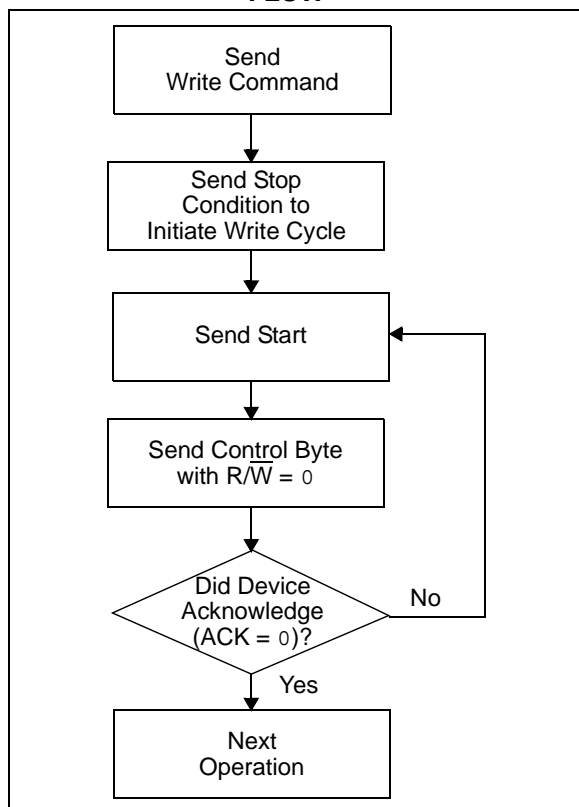 Send
Write Command
Send Stop
Condition to
Initiate Write Cycle
Send Start
Send Control Byte
with R/W̅ = 0
Did Device
Acknowledge
(ACK = 0)?
No
Yes
Next
Operation